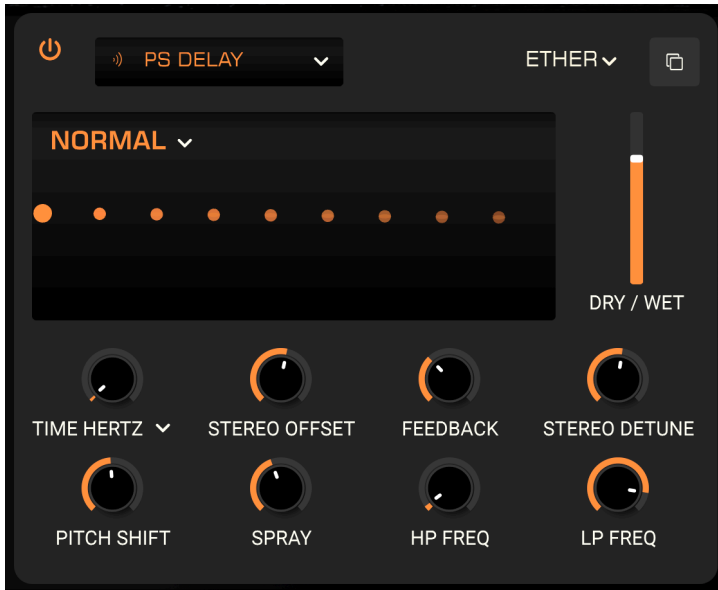 PS DELAY
ETHER
NORMAL
DRY / WET
TIME HERTZ
STEREO OFFSET
FEEDBACK
STEREO DETUNE
PITCH SHIFT
SPRAY
HP FREQ
LP FREQ